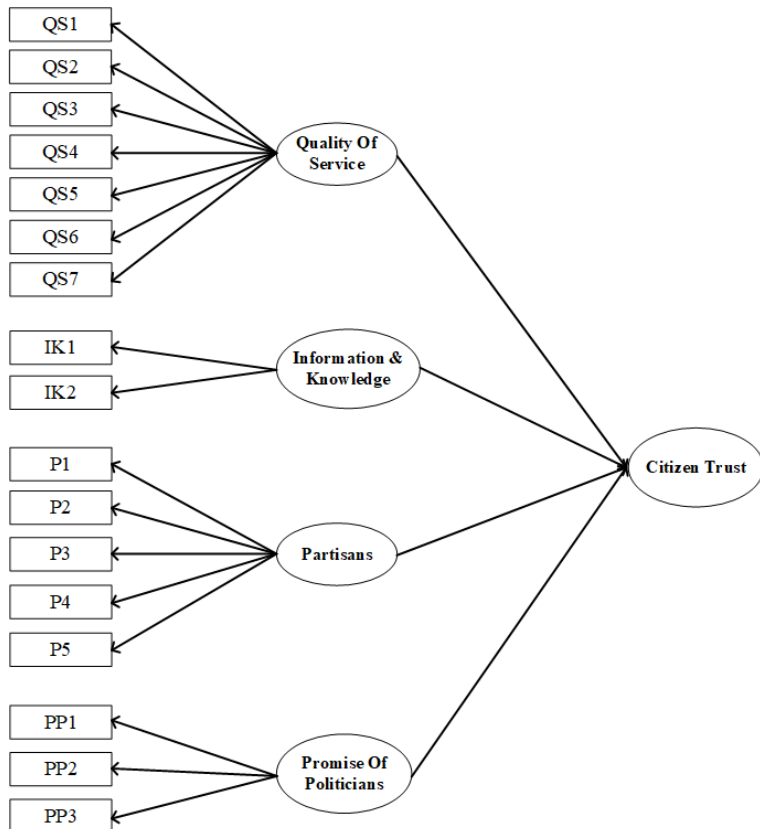 QS1
QS2
QS3
QS4
QS5
QS6
QS7
Quality Of
Service
IK1
IK2
Information &
Knowledge
P1
P2
P3
P4
P5
Partisans
PP1
PP2
PP3
Promise Of
Politicians
Citizen Trust